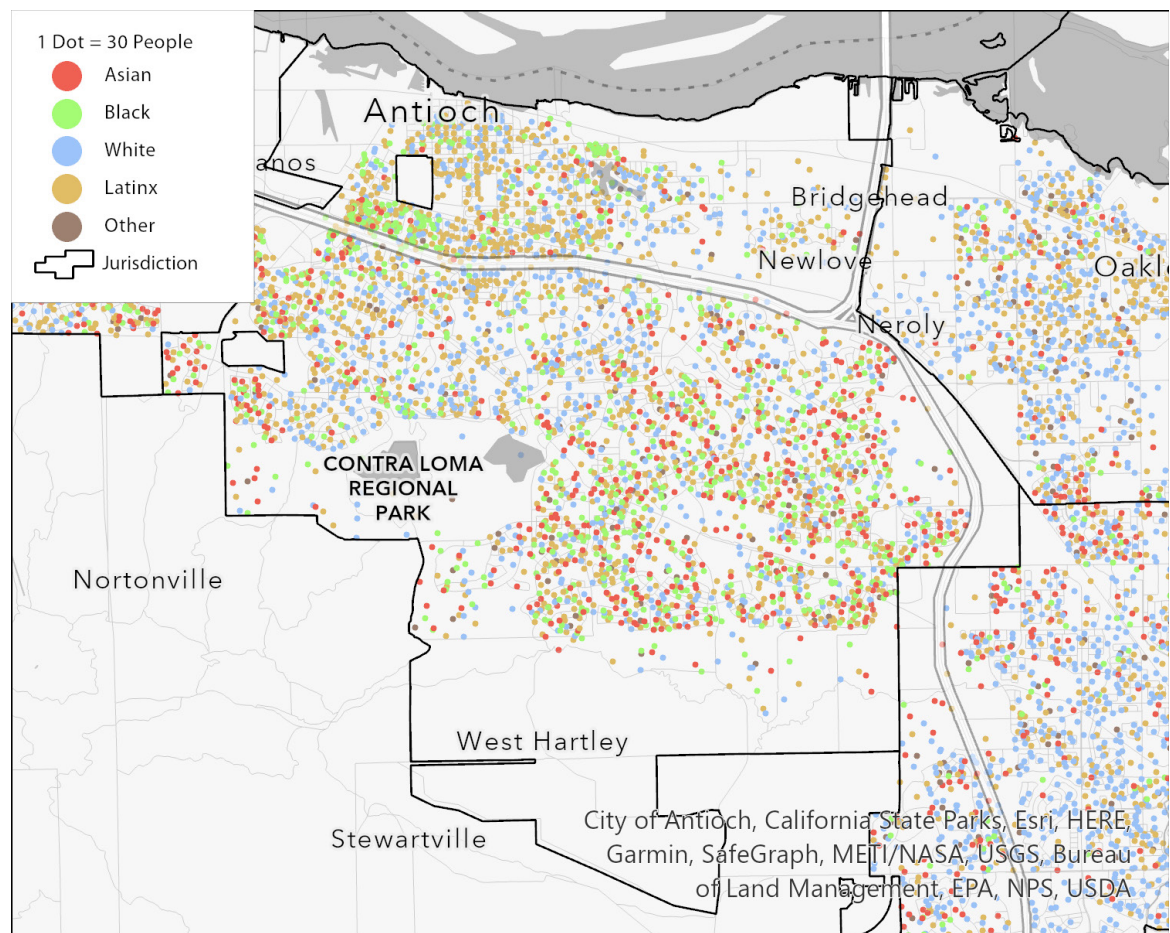 1 Dot = 30 People
Asian
Black
White
Latinx
Other
Jurisdiction
Antioch
anos
Bridgehead
Newlove
Oakle
Neroly
CONTRA LOMA
REGIONAL
PARK
Nortonville
West Hartley
Stewartville
City of Antioch, California State Parks, Esri, HERE,
Garmin, SafeGraph, METI/NASA, USGS, Bureau
of Land Management, EPA, NPS, USDA